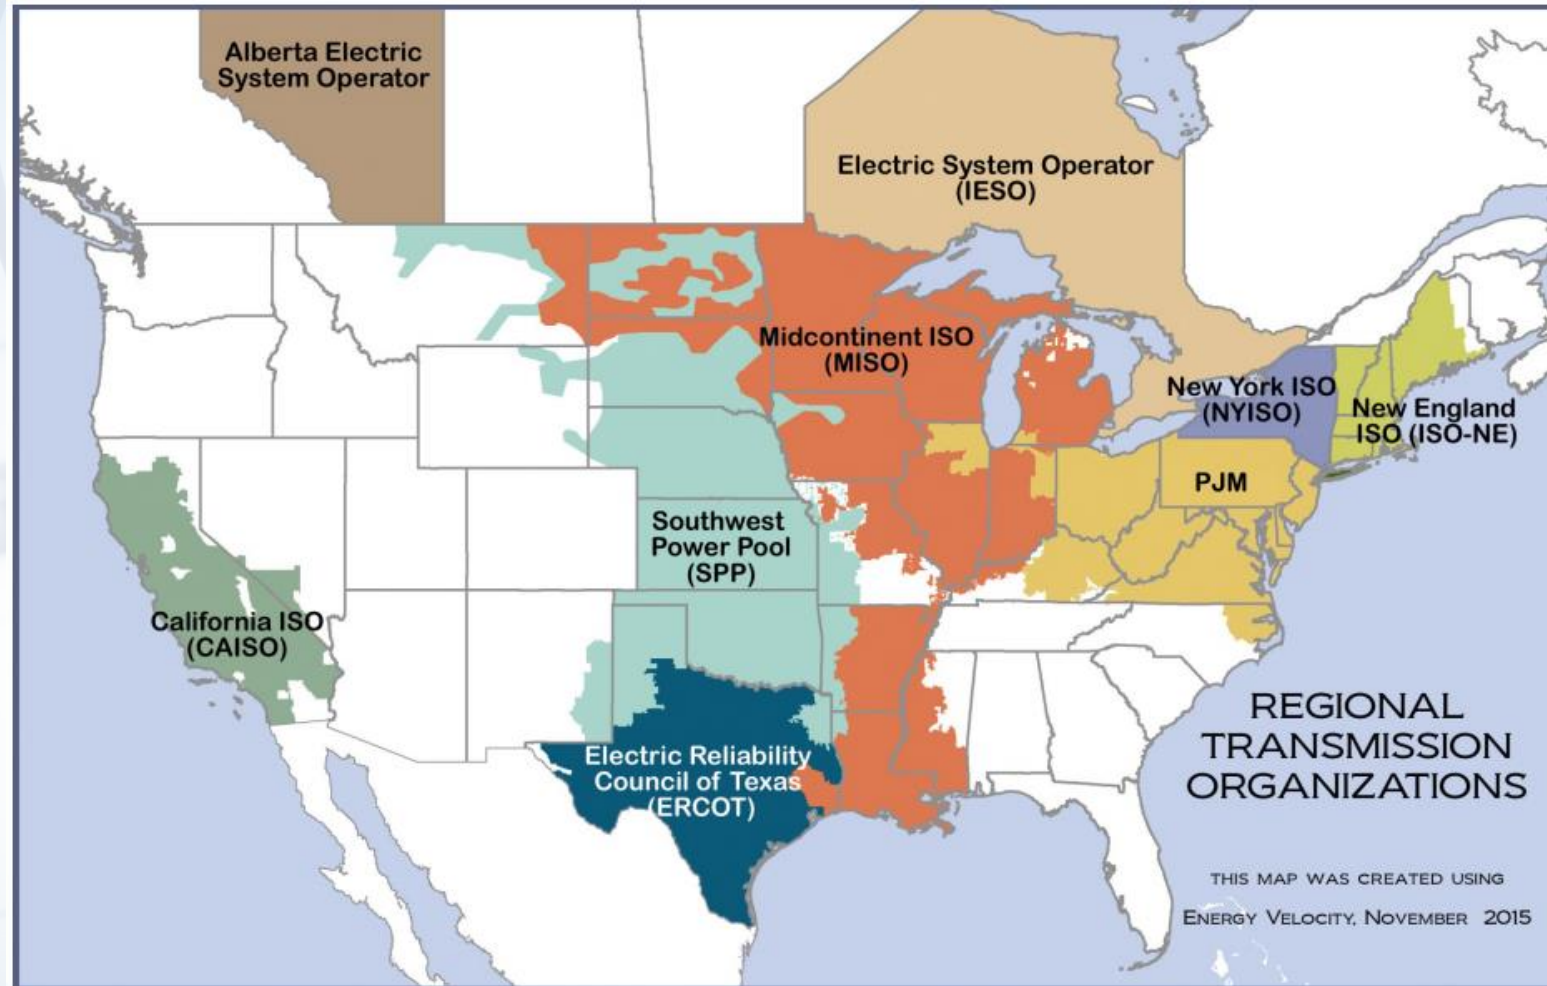 Alberta Electric
System Operator
Electric System Operator
(IESO)
Midcontinent ISO
(MISO)
New York ISO
(NYISO)
New England
ISO (ISO-NE)
PJM
Southwest
Power Pool
(SPP)
California ISO
(CAISO)
Electric Reliability
Council of Texas
(ERCOT)
REGIONAL
TRANSMISSION
ORGANIZATIONS
THIS MAP WAS CREATED USING
ENERGY VELOCITY, NOVEMBER 2015